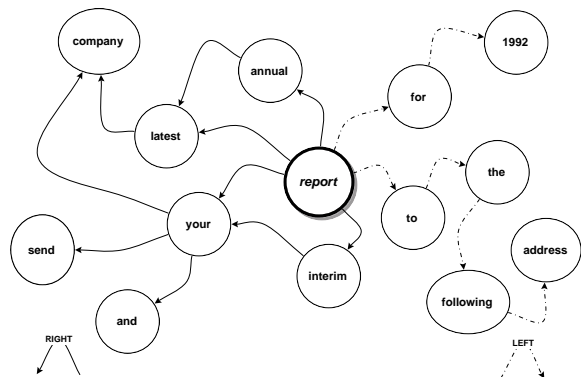 company
annual
1992
for
latest
report
the
to
your
send
interim
address
following
and
RIGHT
LEFT